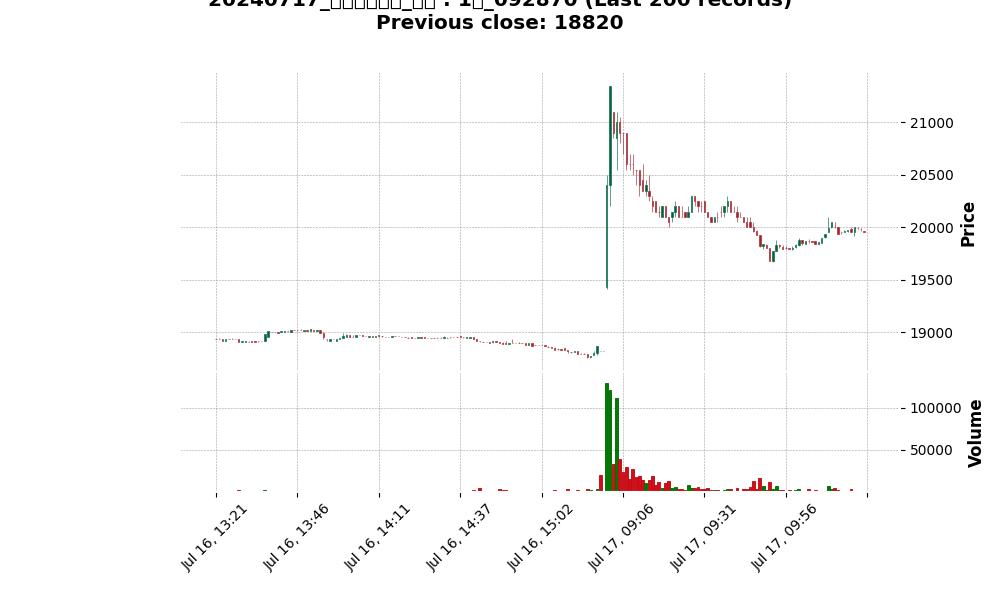 Previous close: 18820
21000
20500
20000
19500
19000
Price
100000
50000
Volume
Jul 16, 13:21
Jul 16, 13:46
Jul 16, 14:11
Jul 16, 14:37
Jul 16, 15:02
Jul 17, 09:06
Jul 17, 09:31
Jul 17, 09:56